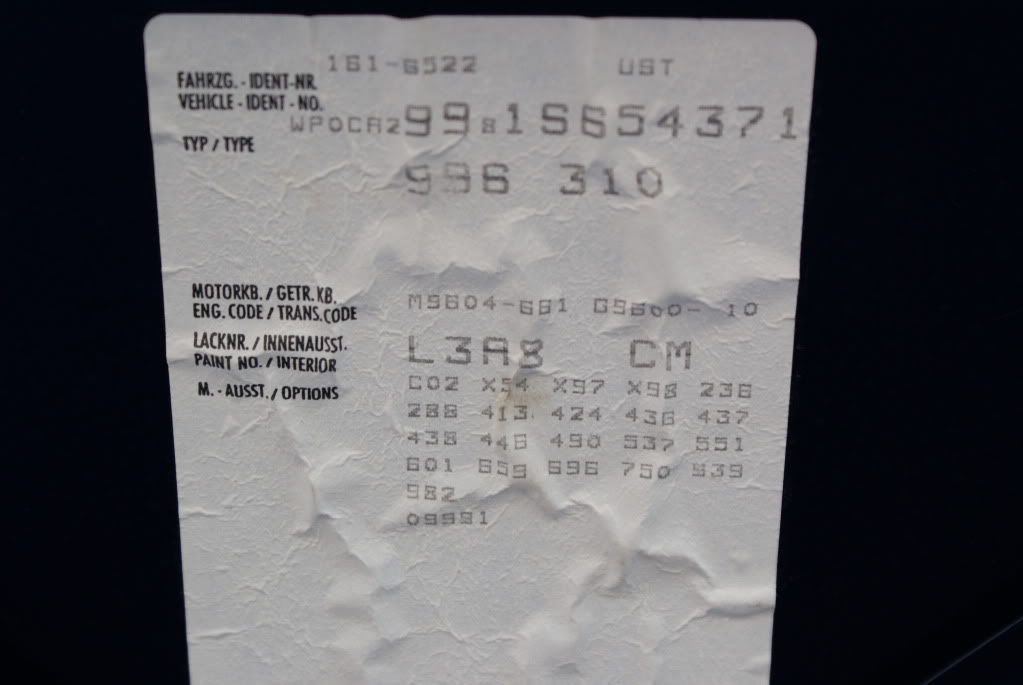 161-6522 UST
FAHRZG. - IDENT-NR.
VEHICLE - IDENT - NO.
WP0CA299 8 1S654371
TYP / TYPE
996 310
MOTORKB. / GETR. KB. M9604-661 G9600- 10
ENG. CODE / TRANS. CODE
LACKNR. / INNENAUSST. L3A8 CM
PAINT NO. / INTERIOR
M. - AUSST. / OPTIONS C02 X54 X97 X98 236
288 413 424 436 437
438 446 490 537 551
601 659 696 750 939
982
09991